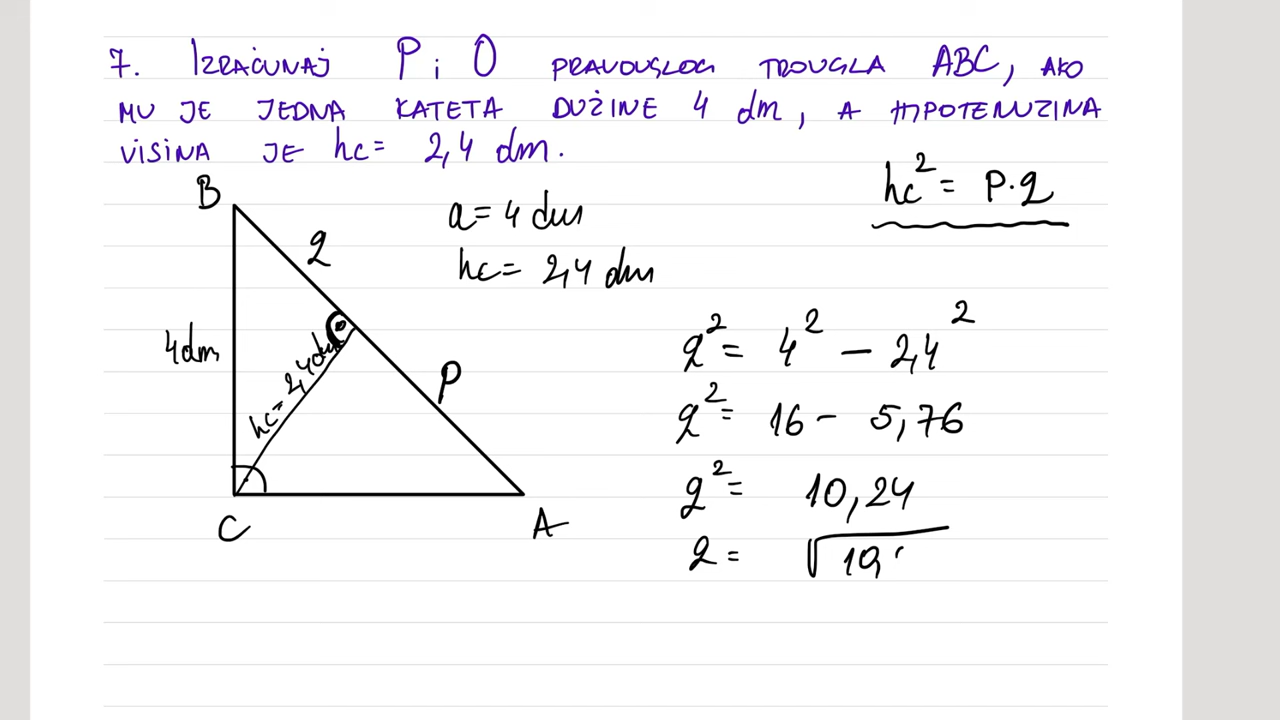 7. IZRAČUNAJ P i O PRAVOUGLOG TROUGLA ABC, AKO
MU JE JEDNA KATETA DUŽINE 4 dm, A HIPOTENUZINA
VISINA JE hc= 2,4 dm.
hc² = p·q
B
q
a = 4 dm
hc = 2,4 dm
4dm
hc = 2,4dm
p
C
A
q² = 4² − 2,4²
q² = 16 − 5,76
q² = 10,24
q = √10,